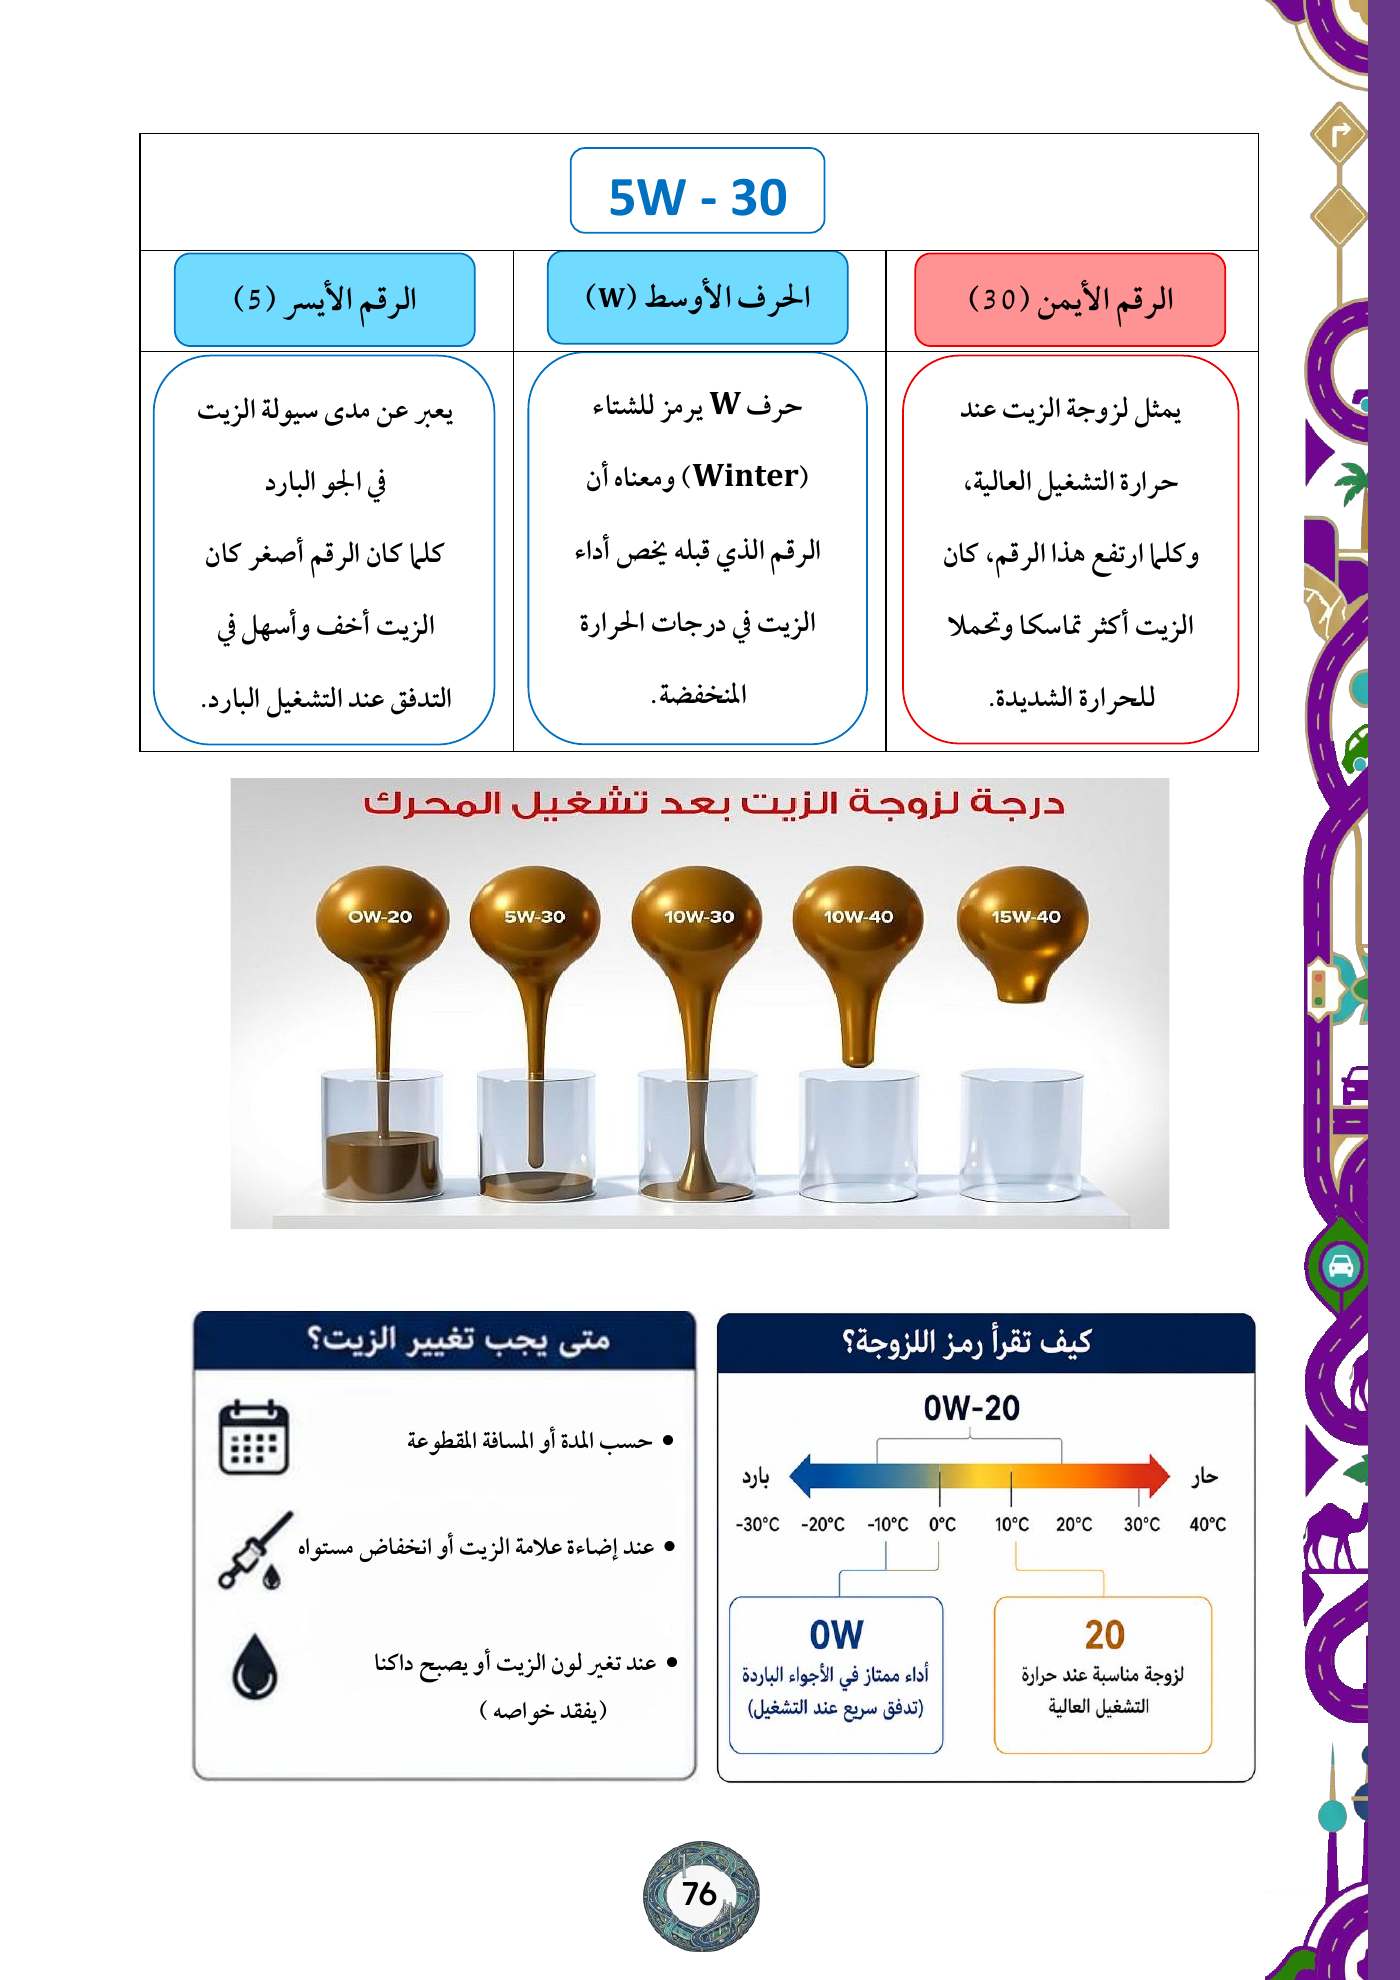 5W - 30
الرقم الأيمن (30)
الحرف الأوسط (W)
الرقم الأيسر (5)
يمثل لزوجة الزيت عند
حرارة التشغيل العالية،
وكلما ارتفع هذا الرقم، كان
الزيت أكثر تماسكا وتحملا
للحرارة الشديدة.
حرف W يرمز للشتاء
(Winter) ومعناه أن
الرقم الذي قبله يخص أداء
الزيت في درجات الحرارة
المنخفضة.
يعبر عن مدى سيولة الزيت
في الجو البارد
كلما كان الرقم أصغر كان
الزيت أخف وأسهل في
التدفق عند التشغيل البارد.
درجة لزوجة الزيت بعد تشغيل المحرك
0W-20
5W-30
10W-30
10W-40
15W-40
كيف تقرأ رمز اللزوجة؟
0W-20
حار
بارد
-30°C -20°C -10°C 0°C 10°C 20°C 30°C 40°C
20
لزوجة مناسبة عند حرارة
التشغيل العالية
0W
أداء ممتاز في الأجواء الباردة
(تدفق سريع عند التشغيل)
متى يجب تغيير الزيت؟
• حسب المدة أو المسافة المقطوعة
• عند إضاءة علامة الزيت أو انخفاض مستواه
• عند تغير لون الزيت أو يصبح داكنا
(يفقد خواصه )
76